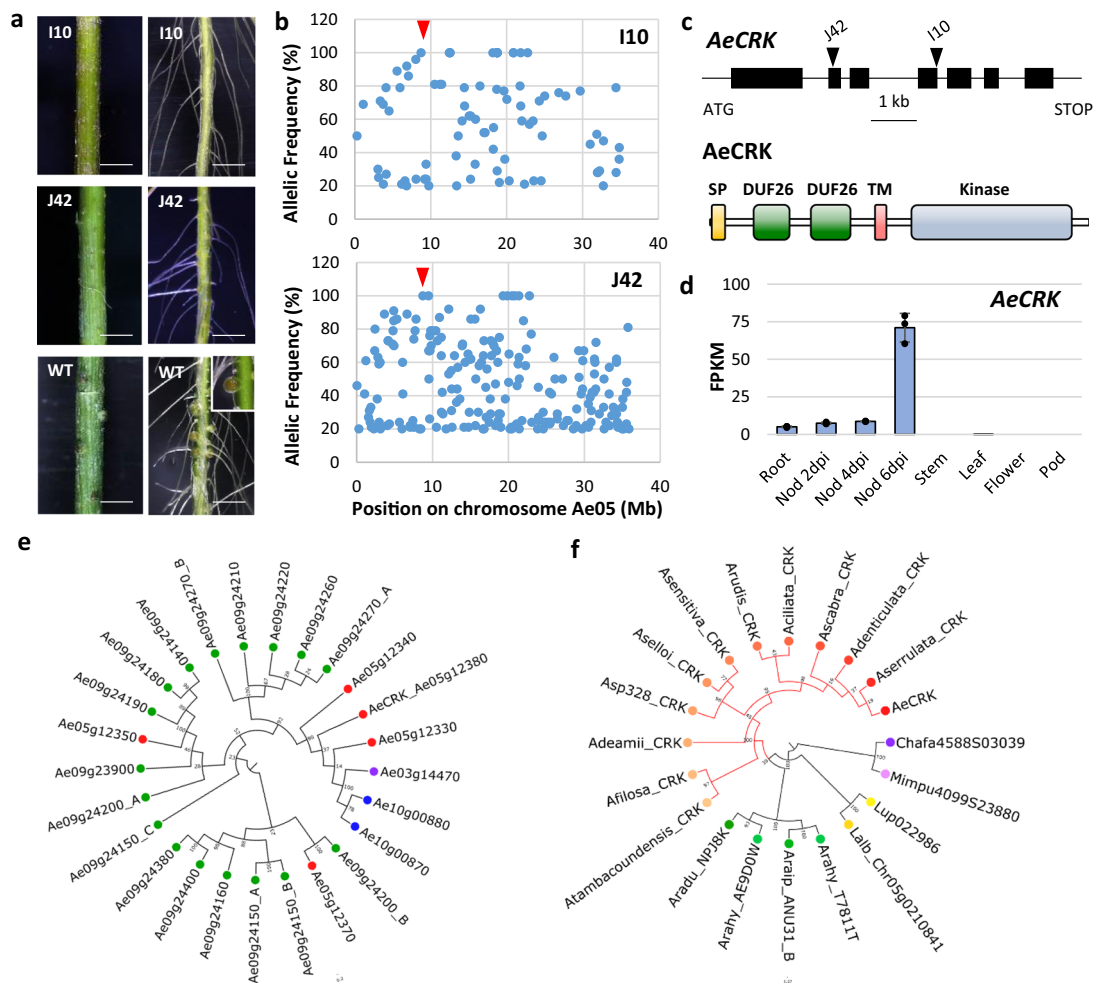 a
I10
I10
J42
J42
WT
WT
b
I10
Allelic Frequency (%)
120
100
80
60
40
20
0
0 10 20 30 40
J42
Allelic Frequency (%)
120
100
80
60
40
20
0
0 10 20 30 40
Position on chromosome Ae05 (Mb)
c
AeCRK
J42
I10
1 kb
ATG
STOP
AeCRK
SP DUF26 DUF26 TM Kinase
d
AeCRK
FPKM
100
75
50
25
0
Root
Nod 2dpi
Nod 4dpi
Nod 6dpi
Stem
Leaf
Flower
Pod
e
Ae09g24270_B
Ae09g24210
Ae09g24220
Ae09g24260
Ae09g24270_A
Ae05g12340
AeCRK_Ae05g12380
Ae05g12330
Ae03g14470
Ae10g00880
Ae10g00870
Ae09g24200_B
Ae05g12370
Ae09g24150_B
Ae09g24150_A
Ae09g24160
Ae09g24400
Ae09g24380
Ae09g24150_C
Ae09g24200_A
Ae09g23900
Ae05g12350
Ae09g24190
Ae09g24180
Ae09g24140
f
Asensitiva_CRK
Arudis_CRK
Aciliata_CRK
Ascabra_CRK
Adenticulata_CRK
Aserrulata_CRK
AeCRK
Chafa4588S03039
Mimpu4099S23880
Lup022986
Lalb_Chr05g0210841
Arahy_T7811T
Araip_ANU31_B
Arahy_AE9D0W
Aradu_NPJ8K
Atambacoundensis_CRK
Afilosa_CRK
Adeamii_CRK
Asp328_CRK
Aselloi_CRK